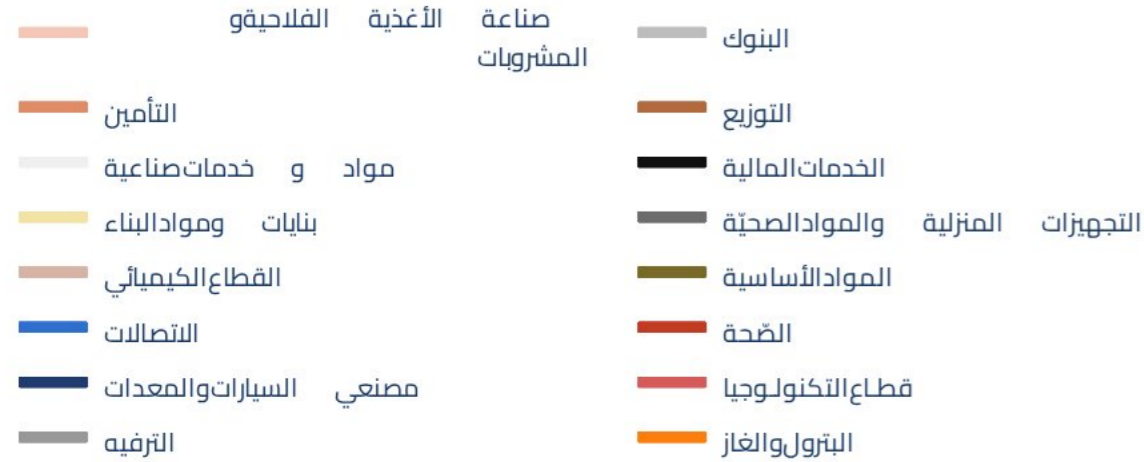 صناعة الأغذية الفلاحيةو
المشروبات
البنوك
التأمين
التوزيع
مواد و خدمات صناعية
الخدمات المالية
بنايات ومواد البناء
التجهيزات المنزلية والمواد الصحيّة
القطاع الكيميائي
المواد الأساسية
الاتصالات
الصّحة
مصنعي السيارات والمعدات
قطاع التكنولوجيا
الترفيه
البترول والغاز